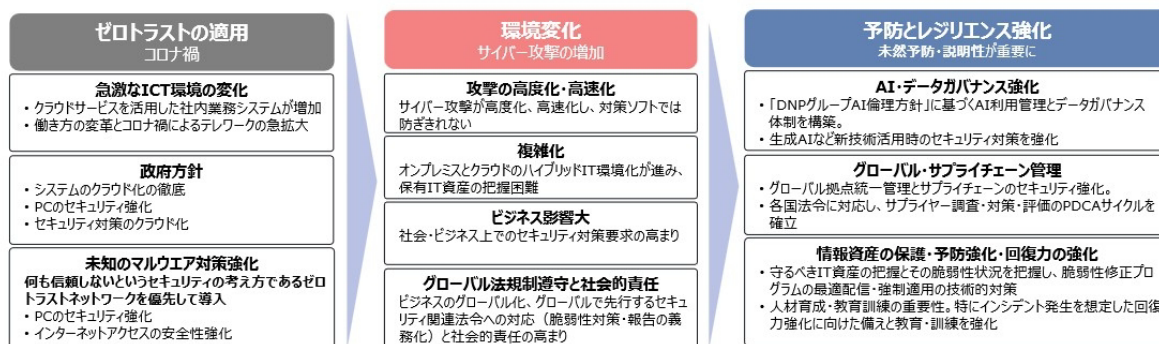 ゼロトラストの適用
コロナ禍
急激なICT環境の変化
・クラウドサービスを活用した社内業務システムが増加
・働き方の変革とコロナ禍によるテレワークの急拡大
政府方針
・システムのクラウド化の徹底
・PCのセキュリティ強化
・セキュリティ対策のクラウド化
未知のマルウエア対策強化
何も信頼しないというセキュリティの考え方であるゼロ
トラストネットワークを優先して導入
・PCのセキュリティ強化
・インターネットアクセスの安全性強化
環境変化
サイバー攻撃の増加
攻撃の高度化・高速化
サイバー攻撃が高度化、高速化し、対策ソフトでは
防ぎきれない
複雑化
オンプレミスとクラウドのハイブリッドIT環境化が進み、
保有IT資産の把握困難
ビジネス影響大
社会・ビジネス上でのセキュリティ対策要求の高まり
グローバル法規制遵守と社会的責任
ビジネスのグローバル化、グローバルで先行するセキュ
リティ関連法令への対応（脆弱性対策・報告の義
務化）と社会的責任の高まり
予防とレジリエンス強化
未然予防・説明性が重要に
AI・データガバナンス強化
・「DNPグループAI倫理方針」に基づくAI利用管理とデータガバナンス
体制を構築。
・生成AIなど新技術活用時のセキュリティ対策を強化
グローバル・サプライチェーン管理
・グローバル拠点統一管理とサプライチェーンのセキュリティ強化。
・各国法令に対応し、サプライヤー調査・対策・評価のPDCAサイクルを
確立
情報資産の保護・予防強化・回復力の強化
・守るべきIT資産の把握とその脆弱性状況を把握し、脆弱性修正プロ
グラムの最適配信・強制適用の技術的対策
・人材育成・教育訓練の重要性。特にインシデント発生を想定した回復
力強化に向けた備えと教育・訓練を強化